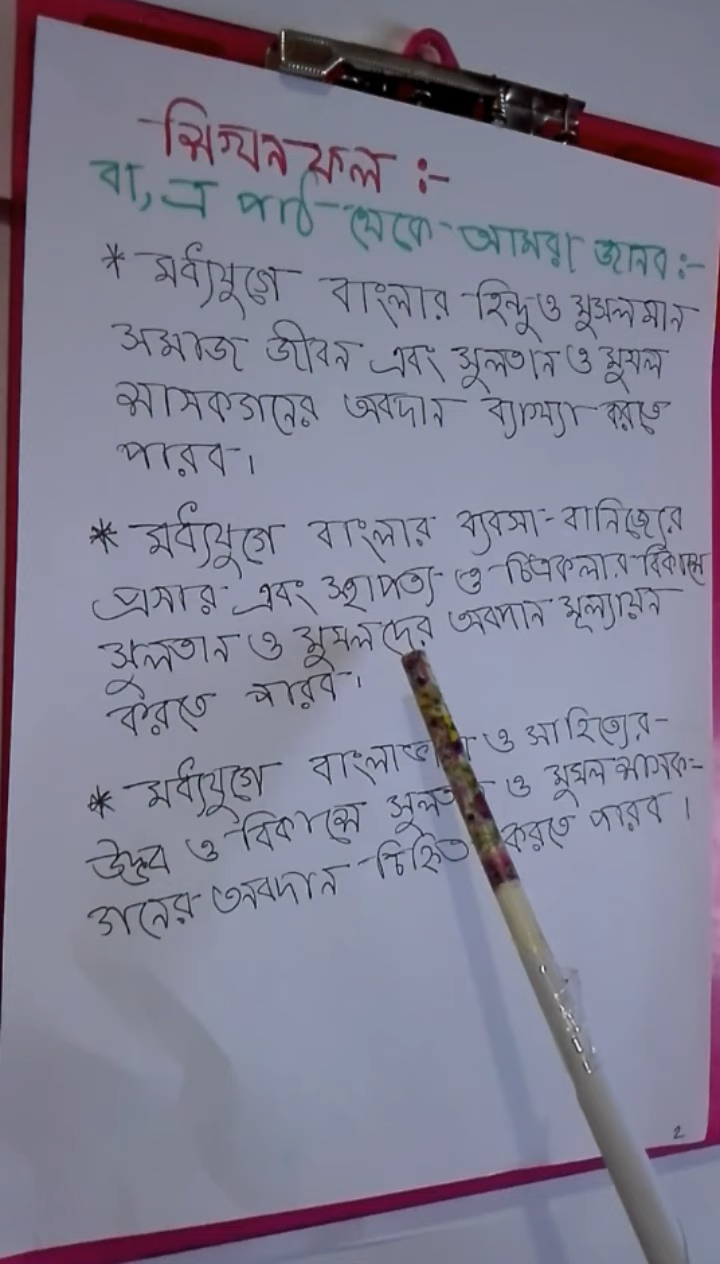 শিখনফল :-
বা, এ পাঠ থেকে আমরা জানব :-
* মধ্যযুগে বাংলার হিন্দু ও মুসলমান
সমাজ জীবন এবং সুলতান ও মুঘল
শাসকগনের অবদান ব্যাখ্যা করতে
পারব।
* মধ্যযুগে বাংলার ব্যবসা-বানিজ্যের
প্রসার এবং স্থাপত্য ও চিত্রকলার বিকাশে
সুলতান ও মুঘলদের অবদান মূল্যায়ন
করতে পারব।
* মধ্যযুগে ও সাহিত্যের-
উদ্ভব ও বিকাশে ও মুঘল শাসক-
গনের অবদান চিহ্নিত করতে পারব।
2